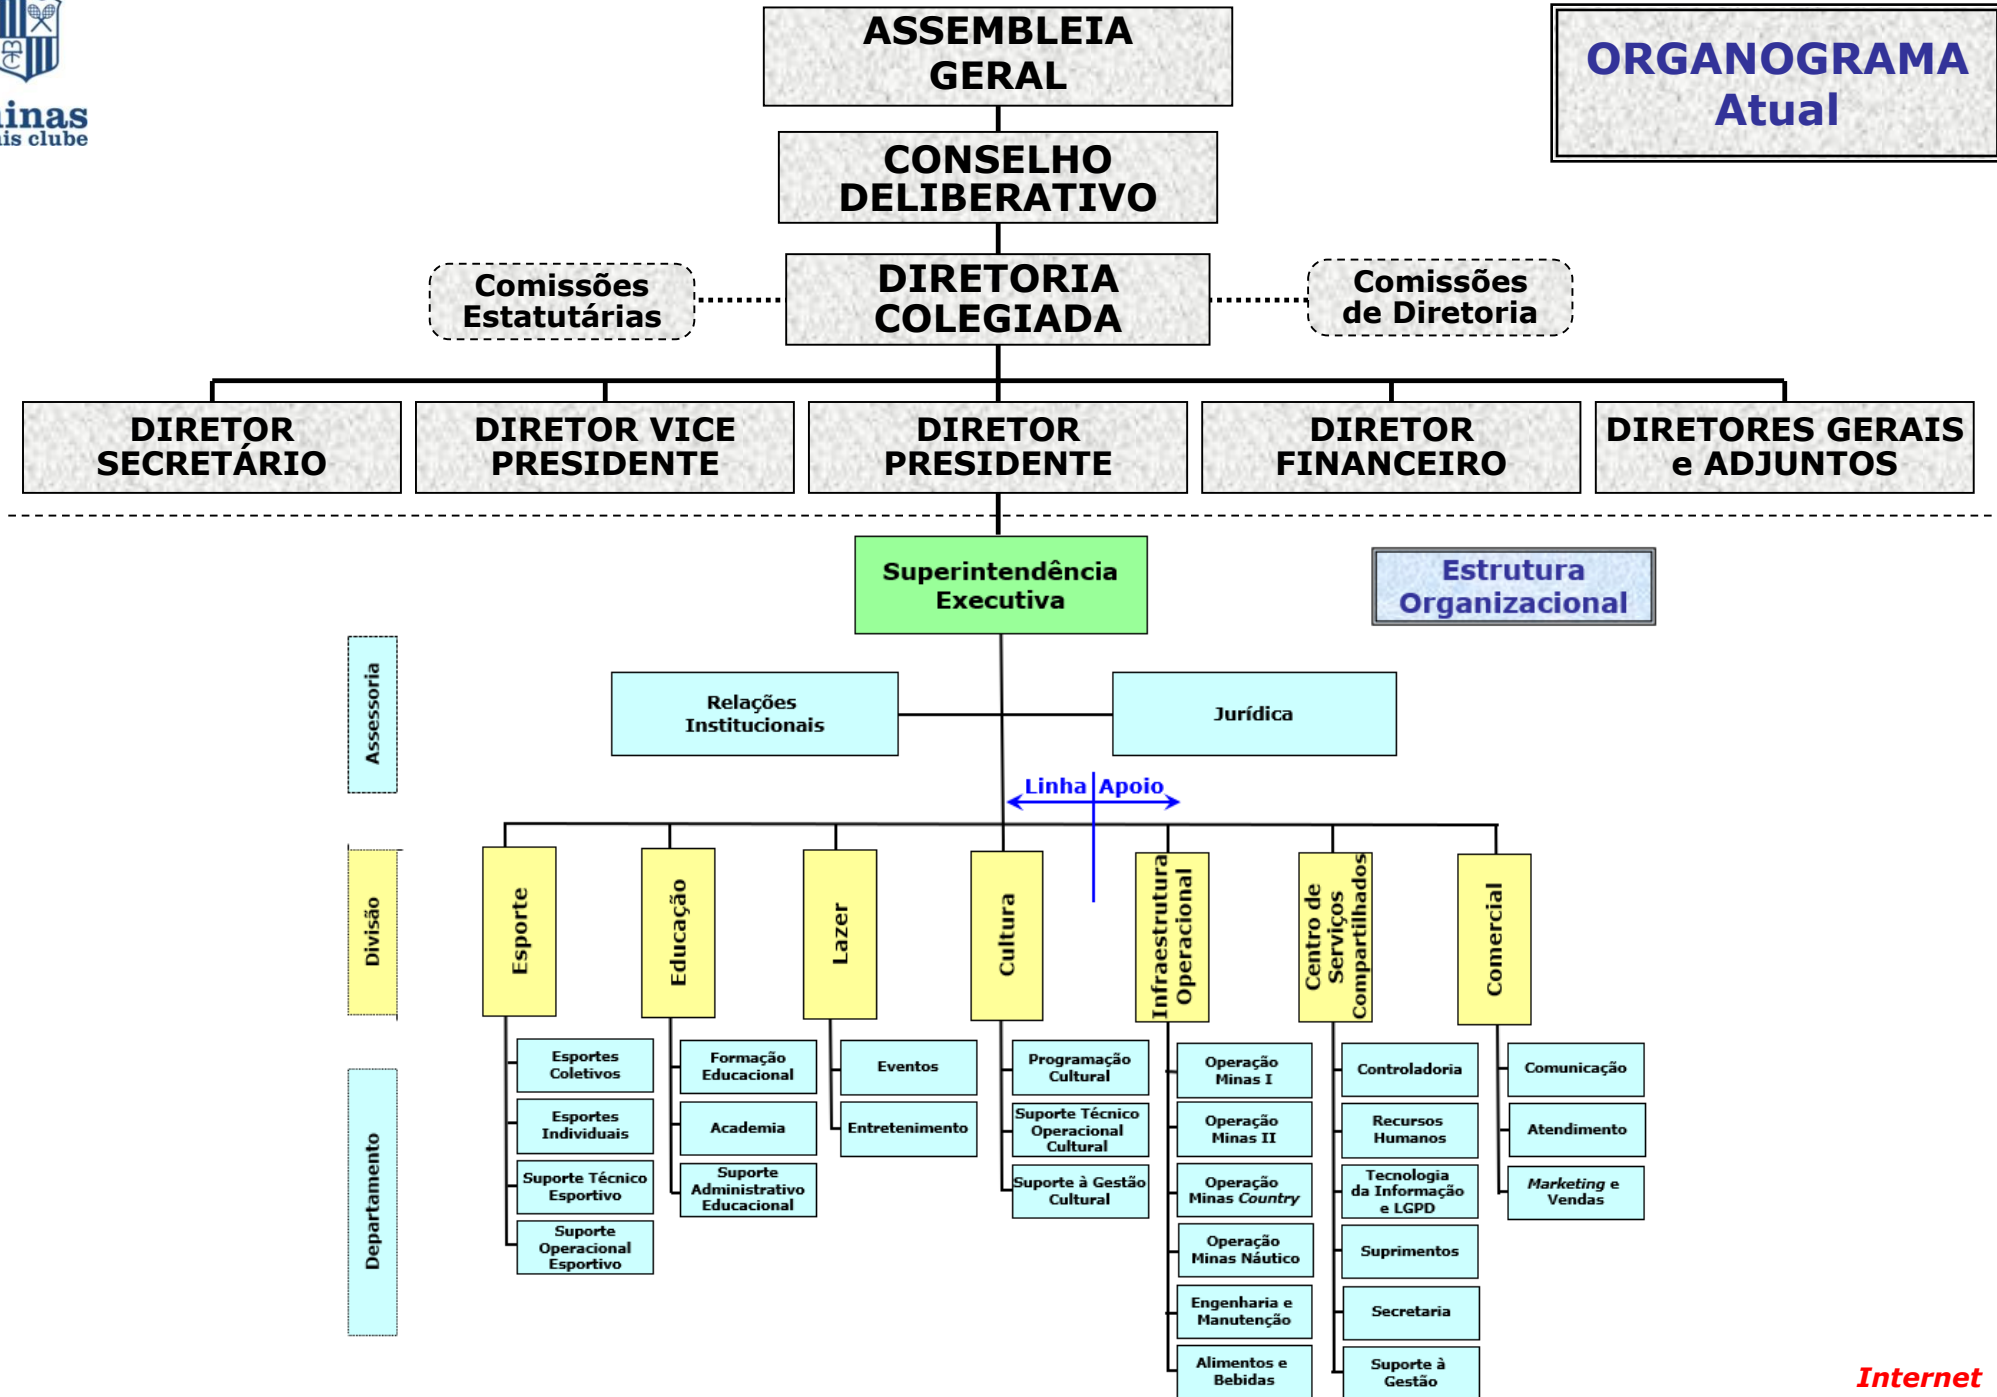 ASSEMBLEIA
GERAL
ORGANOGRAMA
Atual
CONSELHO
DELIBERATIVO
Comissões
Estatutárias
DIRETORIA
COLEGIADA
Comissões
de Diretoria
DIRETOR
SECRETÁRIO
DIRETOR VICE
PRESIDENTE
DIRETOR
PRESIDENTE
DIRETOR
FINANCEIRO
DIRETORES GERAIS
e ADJUNTOS
Superintendência
Executiva
Estrutura
Organizacional
Assessoria
Relações
Institucionais
Jurídica
Linha
Apoio
Divisão
Esporte
Educação
Lazer
Cultura
Infraestrutura
Operacional
Centro de
Serviços
Compartilhados
Comercial
Departamento
Esportes
Coletivos
Esportes
Individuais
Suporte Técnico
Esportivo
Suporte
Operacional
Esportivo
Formação
Educacional
Academia
Suporte
Administrativo
Educacional
Eventos
Entretenimento
Programação
Cultural
Suporte Técnico
Operacional
Cultural
Suporte à Gestão
Cultural
Operação
Minas I
Operação
Minas II
Operação
Minas Country
Operação
Minas Náutico
Engenharia e
Manutenção
Alimentos e
Bebidas
Controladoria
Recursos
Humanos
Tecnologia
da Informação
e LGPD
Suprimentos
Secretaria
Suporte à
Gestão
Comunicação
Atendimento
Marketing e
Vendas
Internet